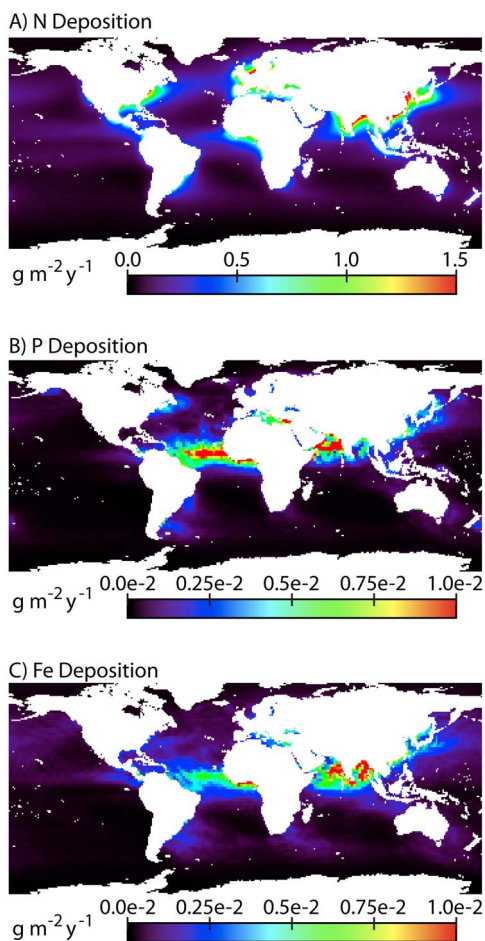 A) N Deposition
0.0 0.5 1.0 1.5
g m⁻² y⁻¹
B) P Deposition
0.0e-2 0.25e-2 0.5e-2 0.75e-2 1.0e-2
g m⁻² y⁻¹
C) Fe Deposition
0.0e-2 0.25e-2 0.5e-2 0.75e-2 1.0e-2
g m⁻² y⁻¹